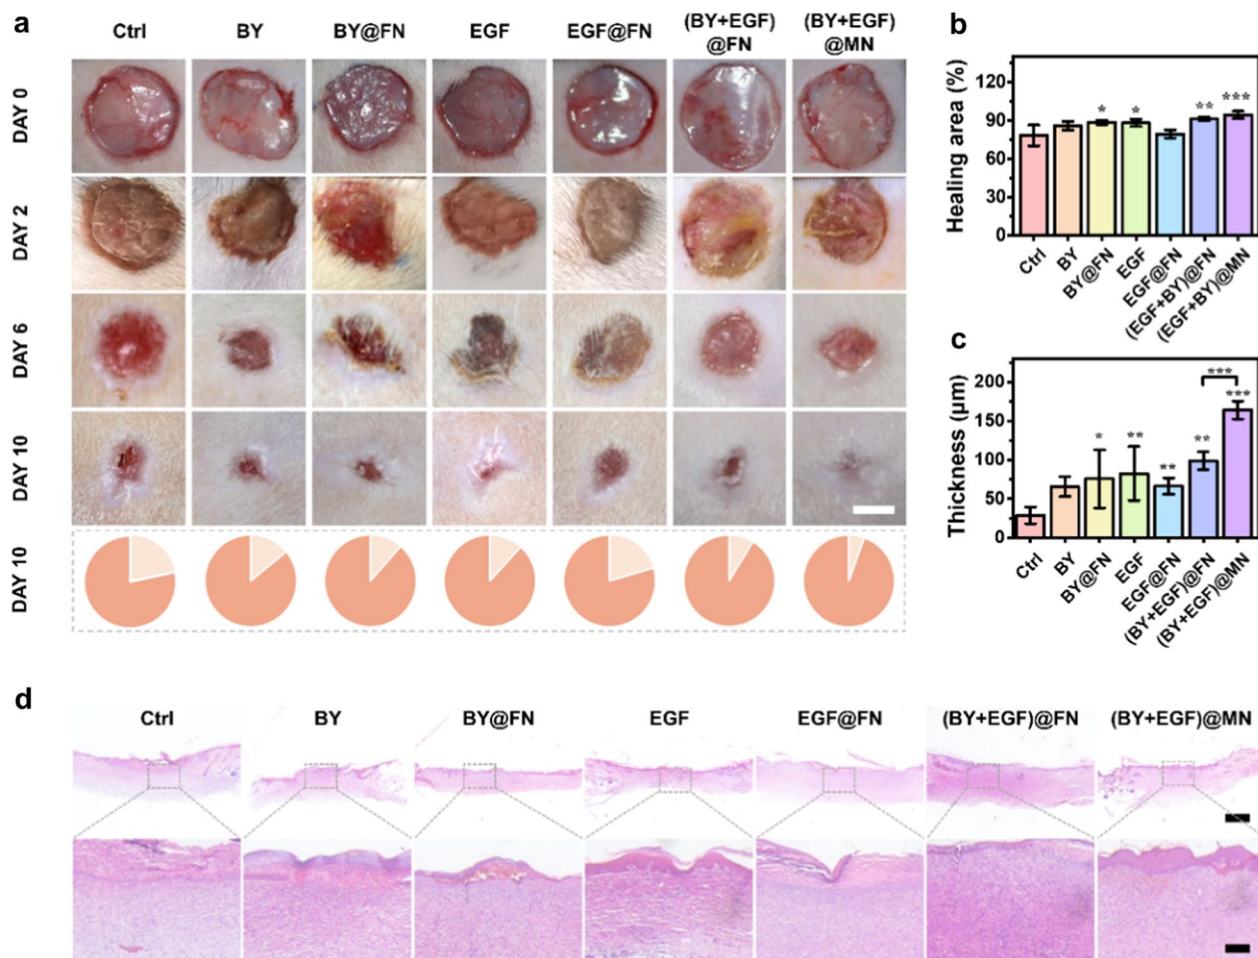 a
Ctrl
BY
BY@FN
EGF
EGF@FN
(BY+EGF)
@FN
(BY+EGF)
@MN
DAY 0
DAY 2
DAY 6
DAY 10
DAY 10
b
Healing area (%)
120
90
60
30
0
*
*
**
***
Ctrl
BY
BY@FN
EGF
EGF@FN
(EGF+BY)@FN
(EGF+BY)@MN
c
Thickness (μm)
200
150
100
50
0
*
**
**
**
***
***
Ctrl
BY
BY@FN
EGF
EGF@FN
(BY+EGF)@FN
(BY+EGF)@MN
d
Ctrl
BY
BY@FN
EGF
EGF@FN
(BY+EGF)@FN
(BY+EGF)@MN